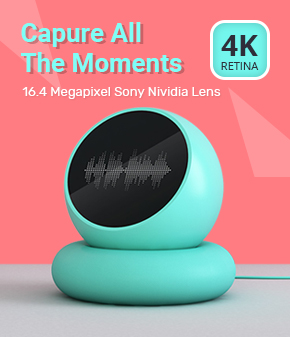 Capure All
The Moments
4K
RETINA
16.4 Megapixel Sony Nividia Lens